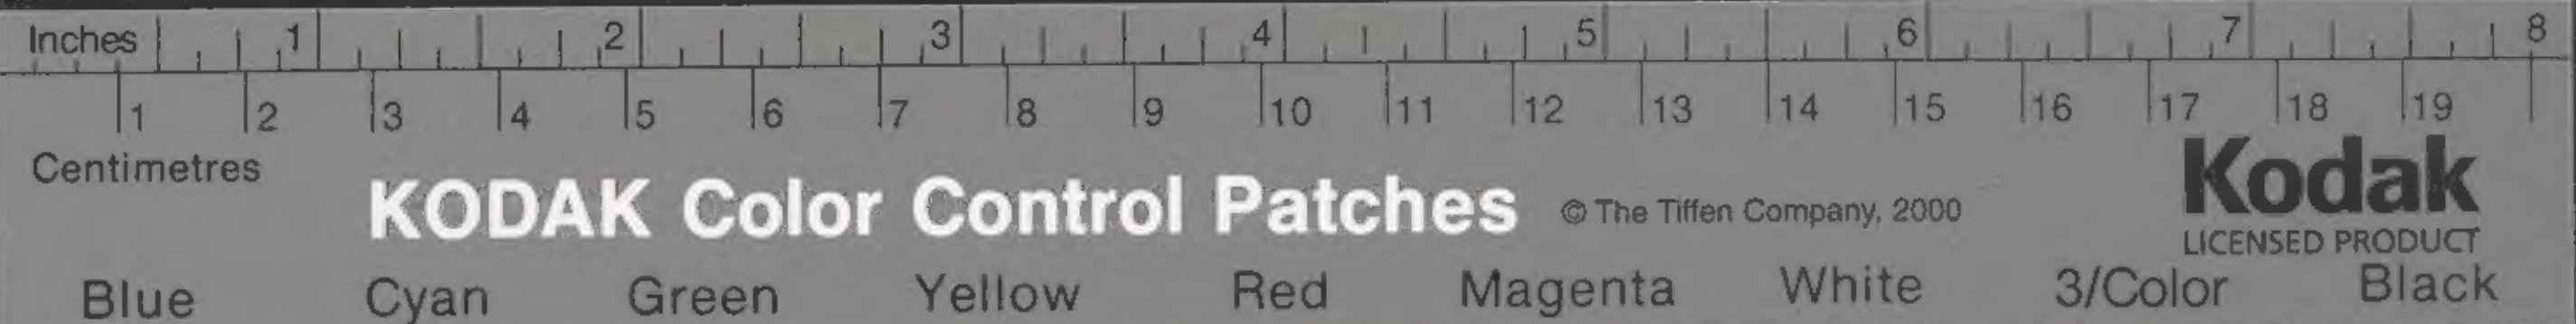 Inches 1 2 3 4 5 6 7 8
1 2 3 4 5 6 7 8 9 10 11 12 13 14 15 16 17 18 19
Centimetres
KODAK Color Control Patches © The Tiffen Company, 2000
Kodak
LICENSED PRODUCT
Blue Cyan Green Yellow Red Magenta White 3/Color Black